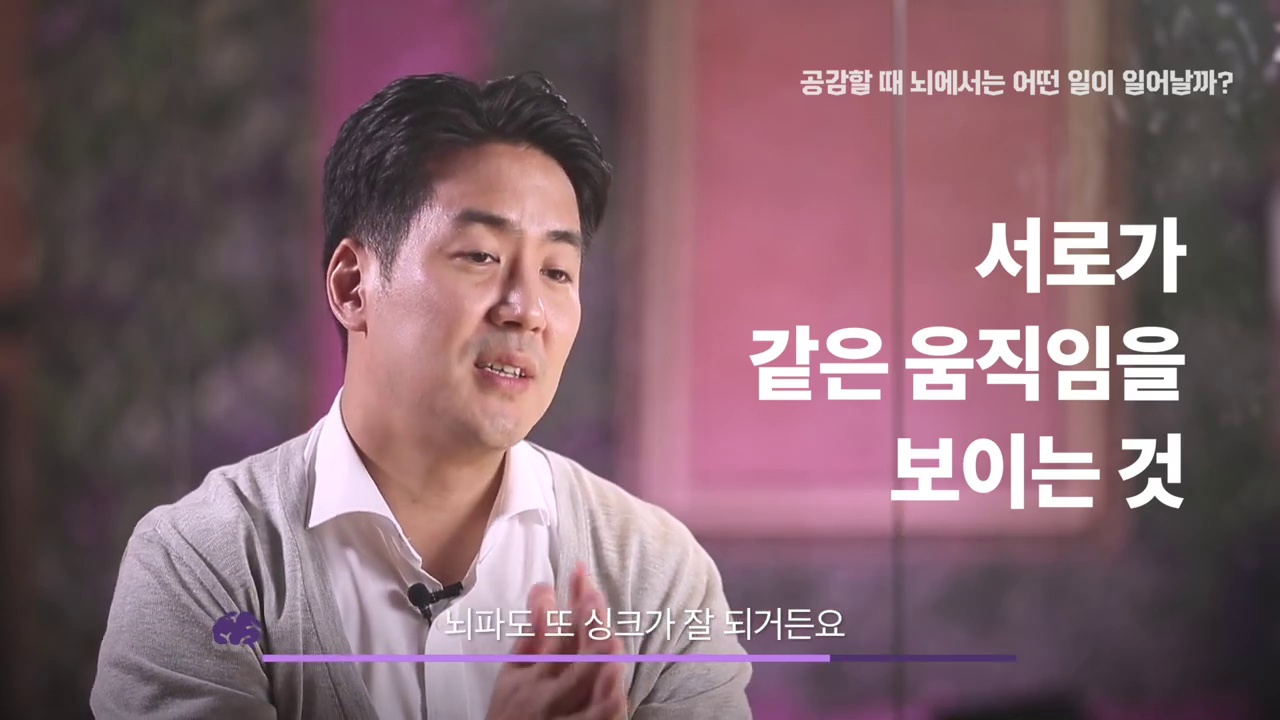 공감할 때 뇌에서는 어떤 일이 일어날까?
서로가
같은 움직임을
보이는 것
뇌파도 또 싱크가 잘 되거든요